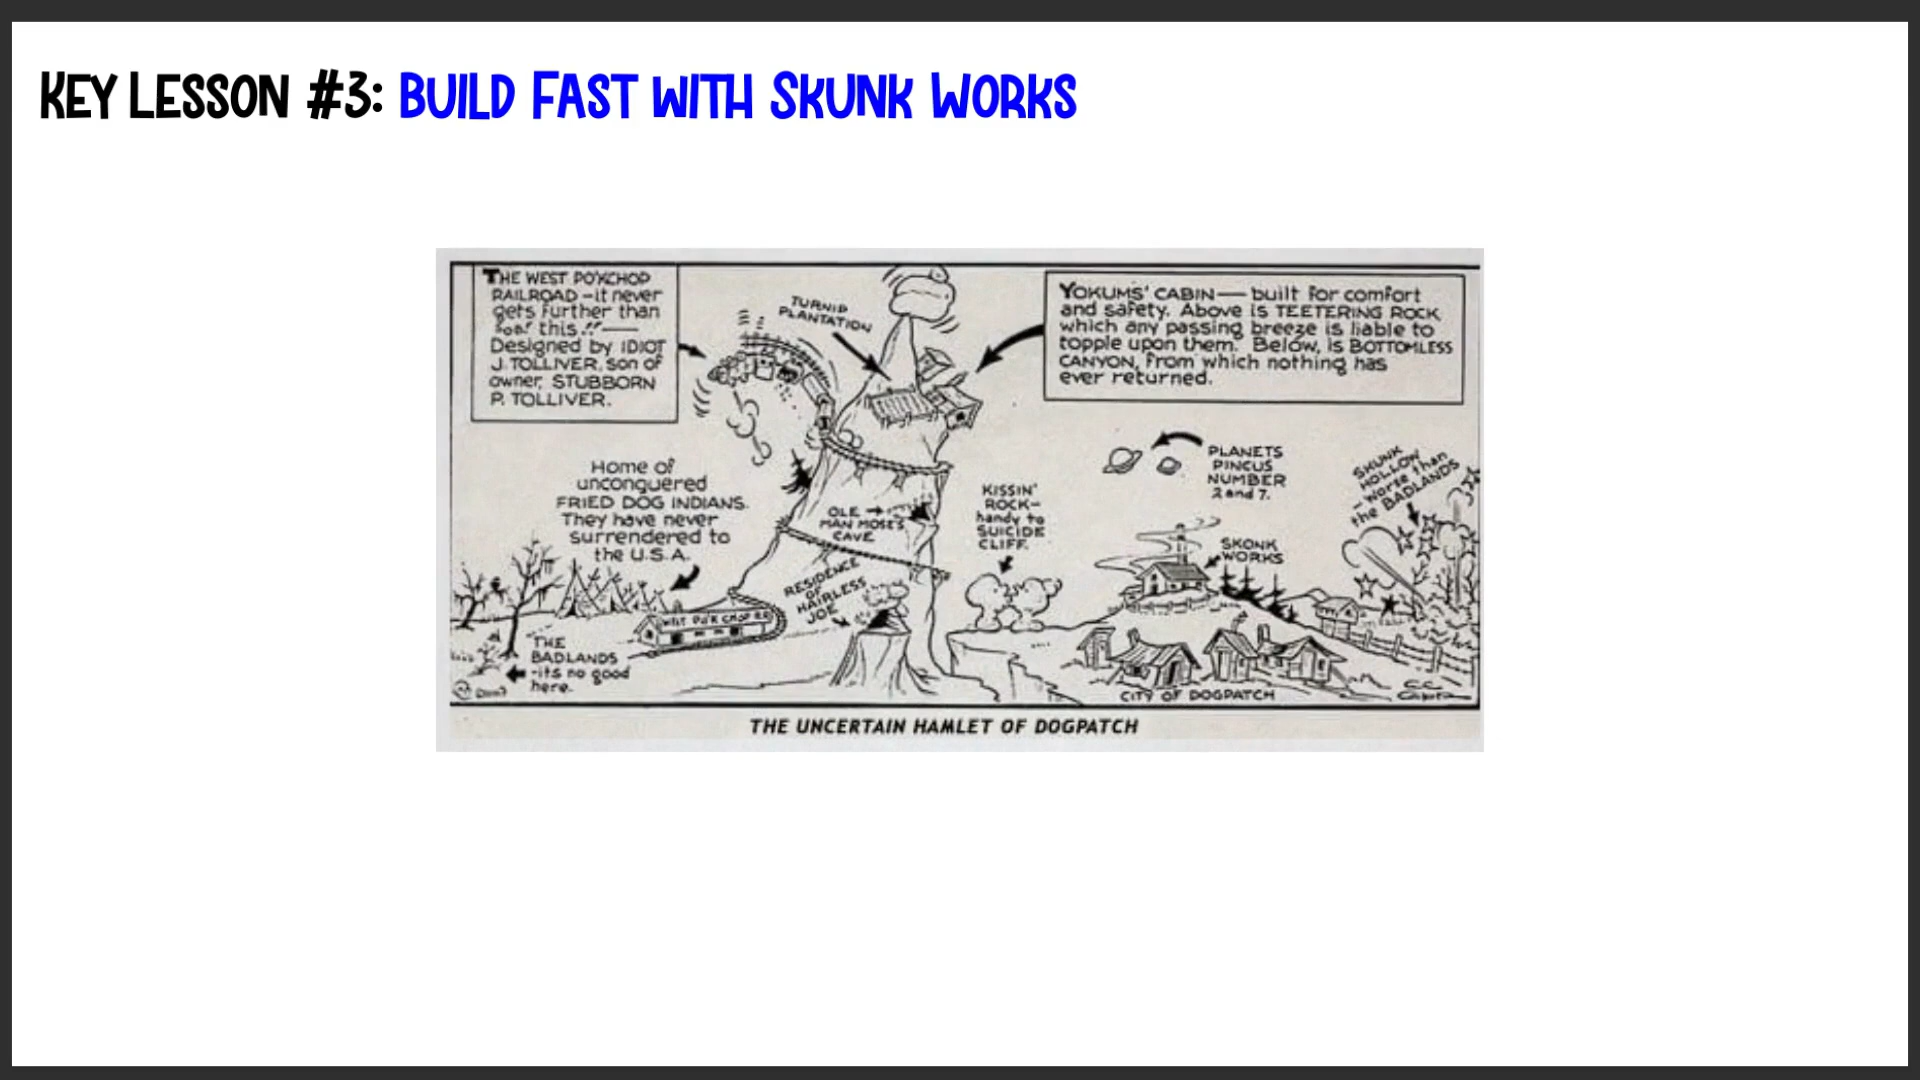 KEY LESSON #3: BUILD FAST WITH SKUNK WORKS
THE WEST PO'KCHOP
RAILROAD - it never
gets further than
this!! —
Designed by IDIOT
J. TOLLIVER, son of
owner, STUBBORN
P. TOLLIVER.
TURNIP
PLANTATION
YOKUMS' CABIN — built for comfort
and safety. Above is TEETERING ROCK
which any passing breeze is liable to
topple upon them. Below, is BOTTOMLESS
CANYON, from which nothing has
ever returned.
Home of
unconquered
FRIED DOG INDIANS.
They have never
surrendered to
the U.S.A.
OLE
MAN MOSE'S
CAVE
KISSIN'
ROCK-
handy to
SUICIDE
CLIFF.
PLANETS
PINCUS
NUMBER
2 and 7.
SKUNK
HOLLOW
- worse than
the BADLANDS
SKONK
WORKS
RESIDENCE
OF
HAIRLESS
JOE
WEST PO'K CHOP R.R.
THE
BADLANDS
-its no good
here.
CITY OF DOGPATCH
THE UNCERTAIN HAMLET OF DOGPATCH